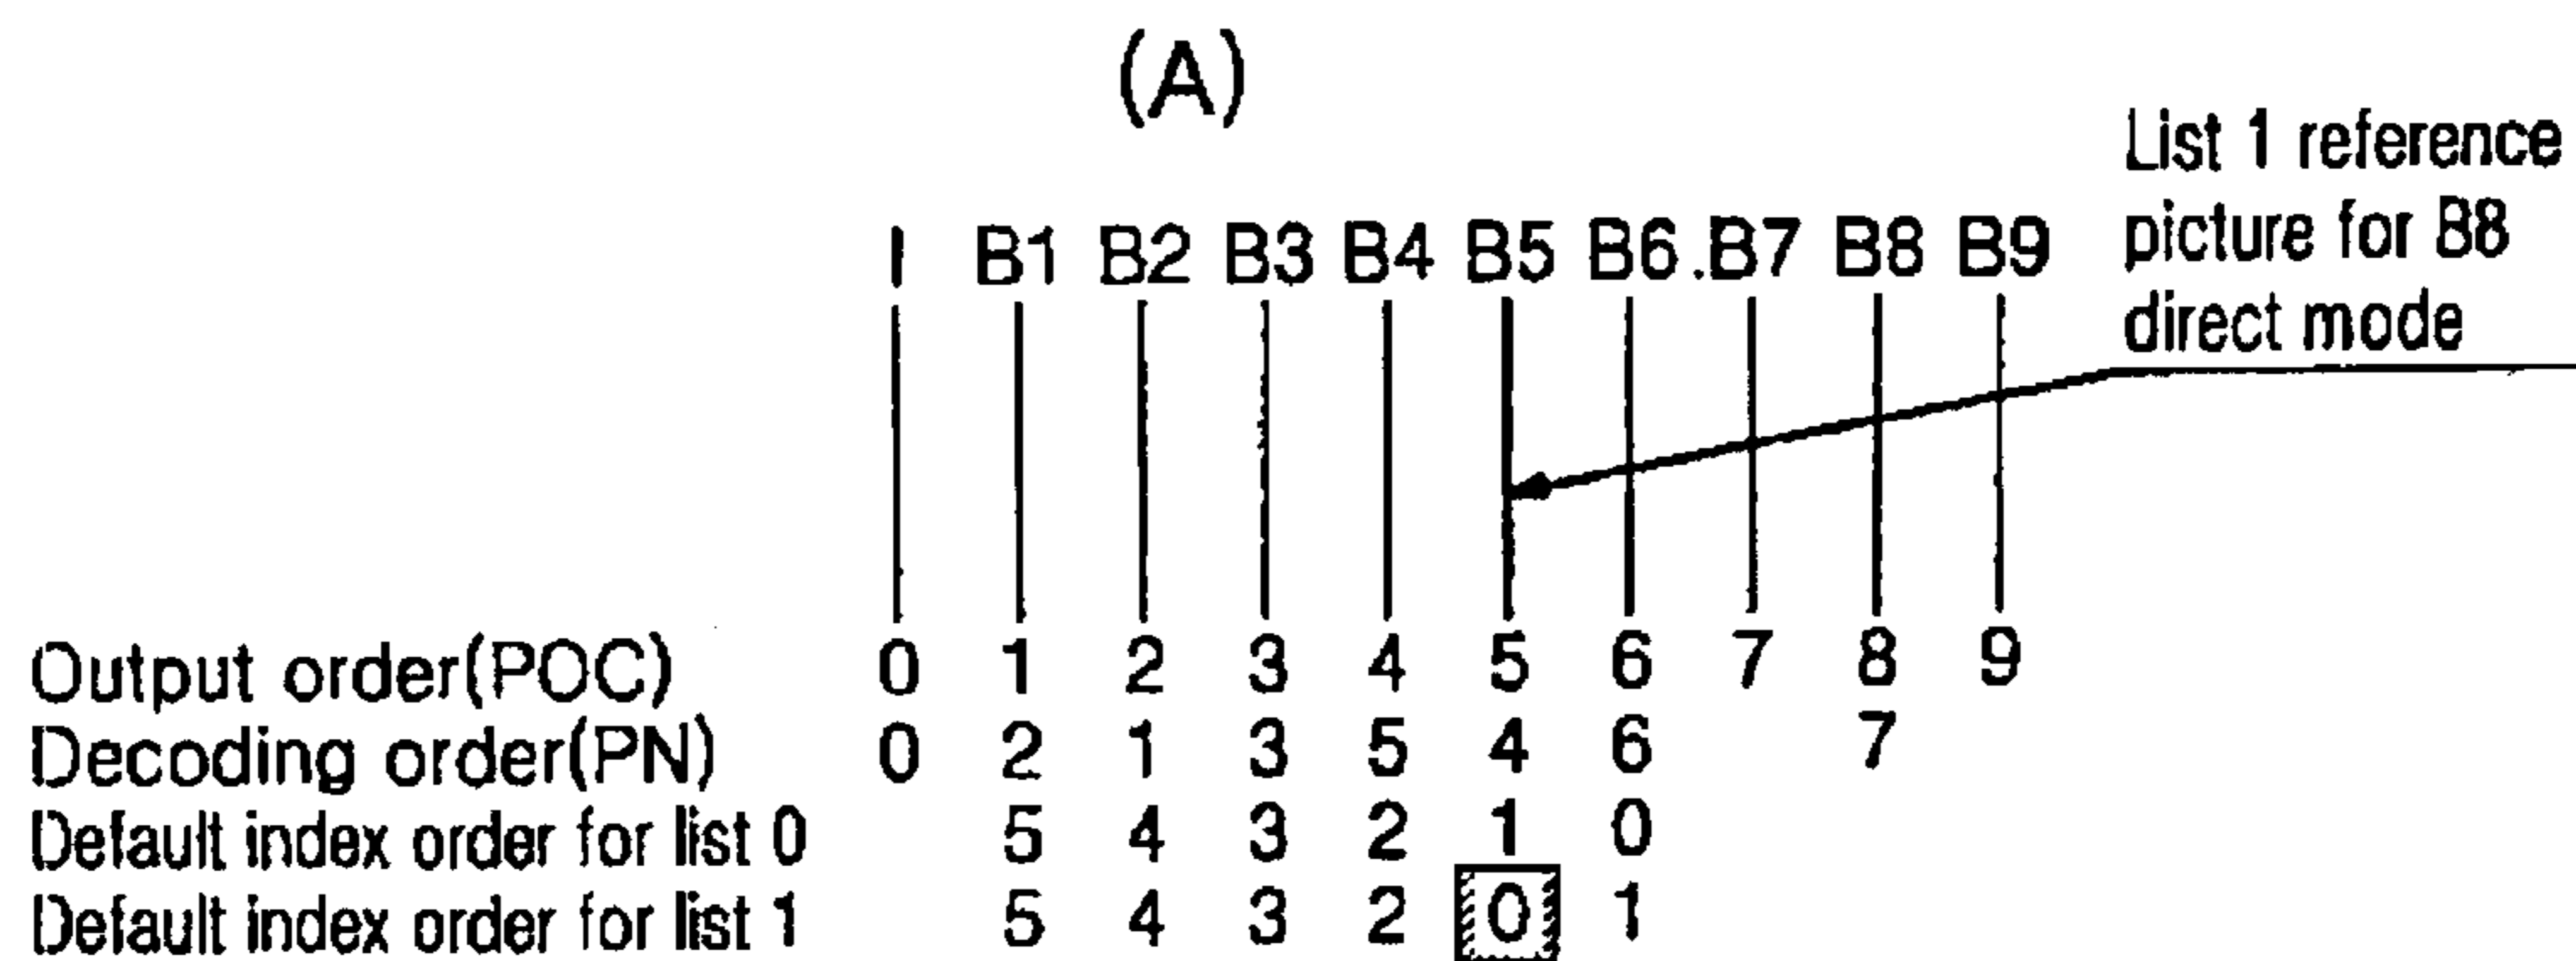 (A)
List 1 reference
picture for B8
direct mode
I B1 B2 B3 B4 B5 B6 .B7 B8 B9
Output order(POC) 0 1 2 3 4 5 6 7 8 9
Decoding order(PN) 0 2 1 3 5 4 6 7
Default index order for list 0 5 4 3 2 1 0
Default index order for list 1 5 4 3 2 0 1